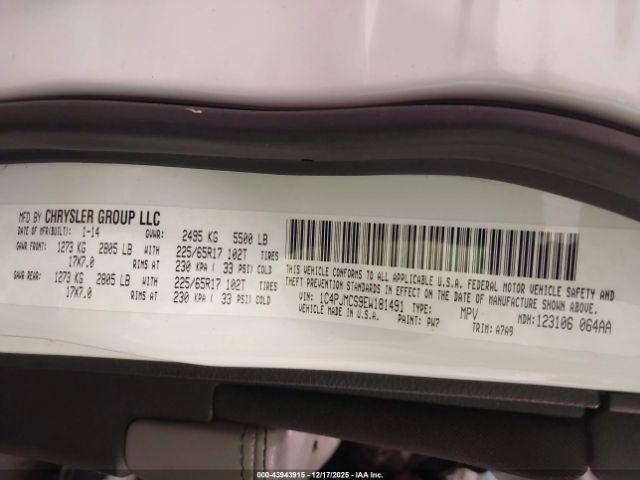 MFD BY CHRYSLER GROUP LLC
DATE OF MFR(BUILT): 1-14 GVWR: 2495 KG 5500 LB
GAWR FRONT: 1273 KG 2805 LB WITH 225/65R17 102T TIRES
17X7.0 RIMS AT 230 KPA ( 33 PSI) COLD
GAWR REAR: 1273 KG 2805 LB WITH 225/65R17 102T TIRES
17X7.0 RIMS AT 230 KPA ( 33 PSI) COLD
THIS VEHICLE CONFORMS TO ALL APPLICABLE U.S.A. FEDERAL MOTOR VEHICLE SAFETY AND
THEFT PREVENTION STANDARDS IN EFFECT ON THE DATE OF MANUFACTURE SHOWN ABOVE.
VIN: 1C4PJMCS9EW181491 TYPE: MPV MDH: 123106 064AA
VEHICLE MADE IN U.S.A. PAINT: PW7 TRIM: A7A9
000-43943915 - 12/17/2025 - IAA Inc.